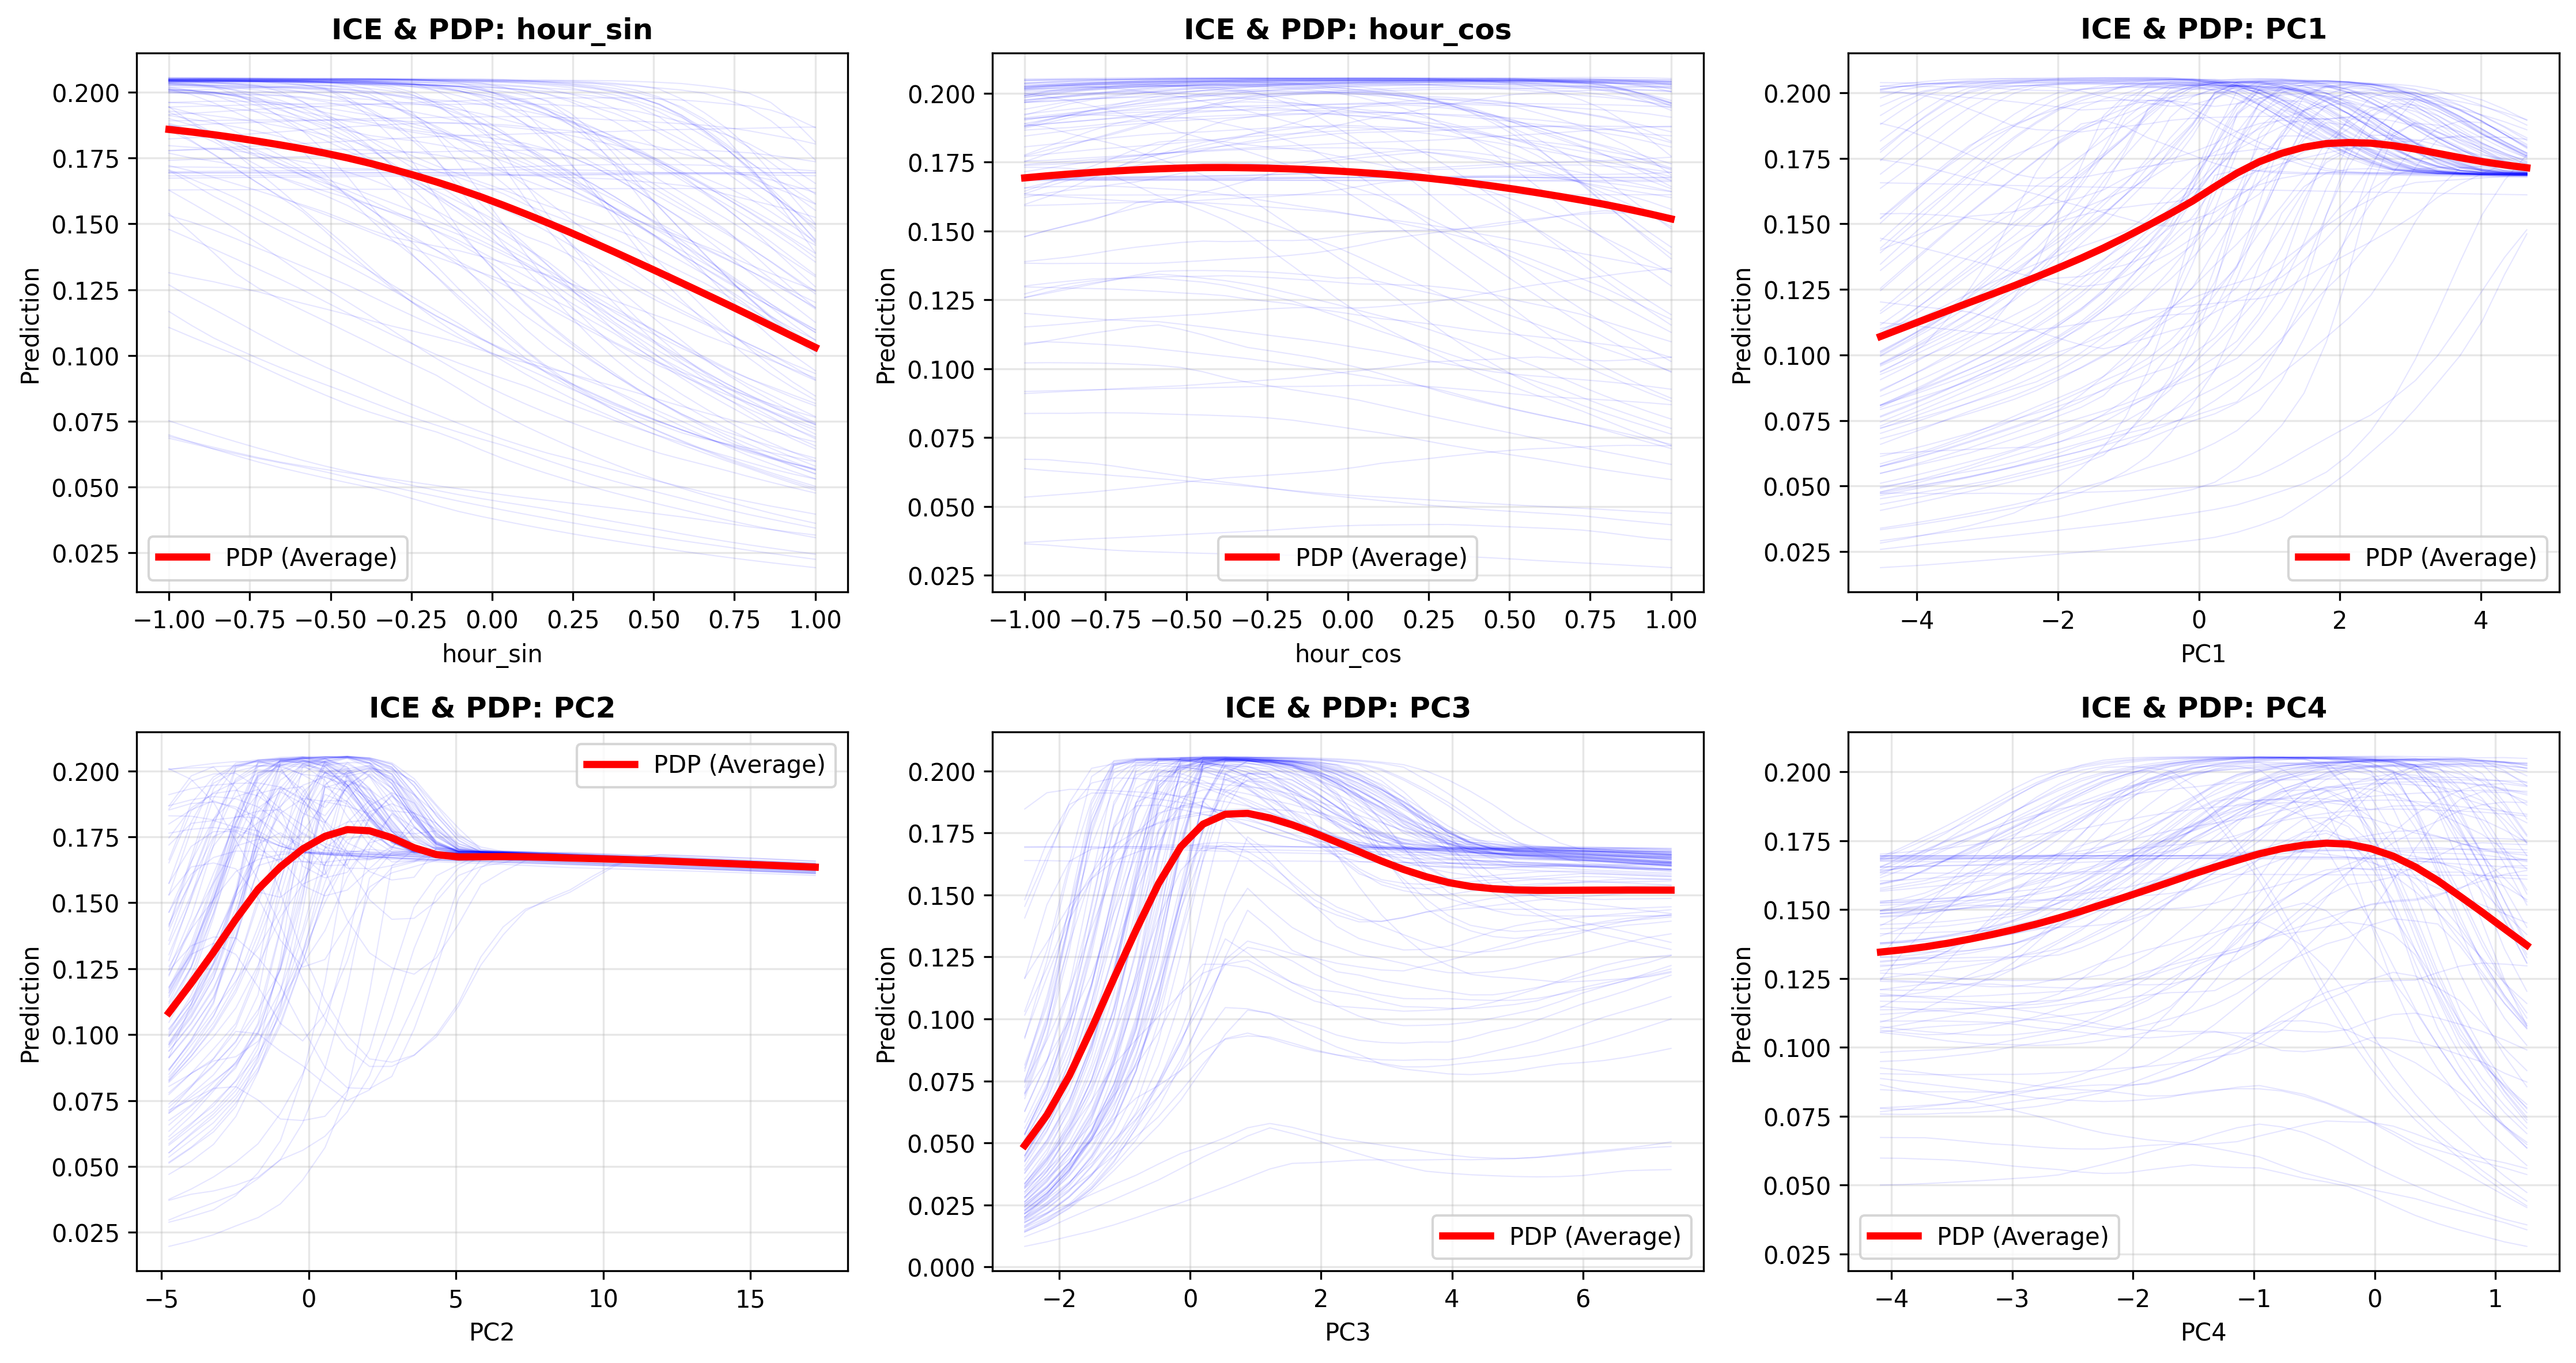 ICE & PDP: hour_sin
Prediction
0.200
0.175
0.150
0.125
0.100
0.075
0.050
0.025
PDP (Average)
−1.00 −0.75 −0.50 −0.25 0.00 0.25 0.50 0.75 1.00
hour_sin
ICE & PDP: hour_cos
Prediction
0.200
0.175
0.150
0.125
0.100
0.075
0.050
0.025
PDP (Average)
−1.00 −0.75 −0.50 −0.25 0.00 0.25 0.50 0.75 1.00
hour_cos
ICE & PDP: PC1
Prediction
0.200
0.175
0.150
0.125
0.100
0.075
0.050
0.025
PDP (Average)
−4 −2 0 2 4
PC1
ICE & PDP: PC2
Prediction
0.200
0.175
0.150
0.125
0.100
0.075
0.050
0.025
PDP (Average)
−5 0 5 10 15
PC2
ICE & PDP: PC3
Prediction
0.200
0.175
0.150
0.125
0.100
0.075
0.050
0.025
0.000
PDP (Average)
−2 0 2 4 6
PC3
ICE & PDP: PC4
Prediction
0.200
0.175
0.150
0.125
0.100
0.075
0.050
0.025
PDP (Average)
−4 −3 −2 −1 0 1
PC4